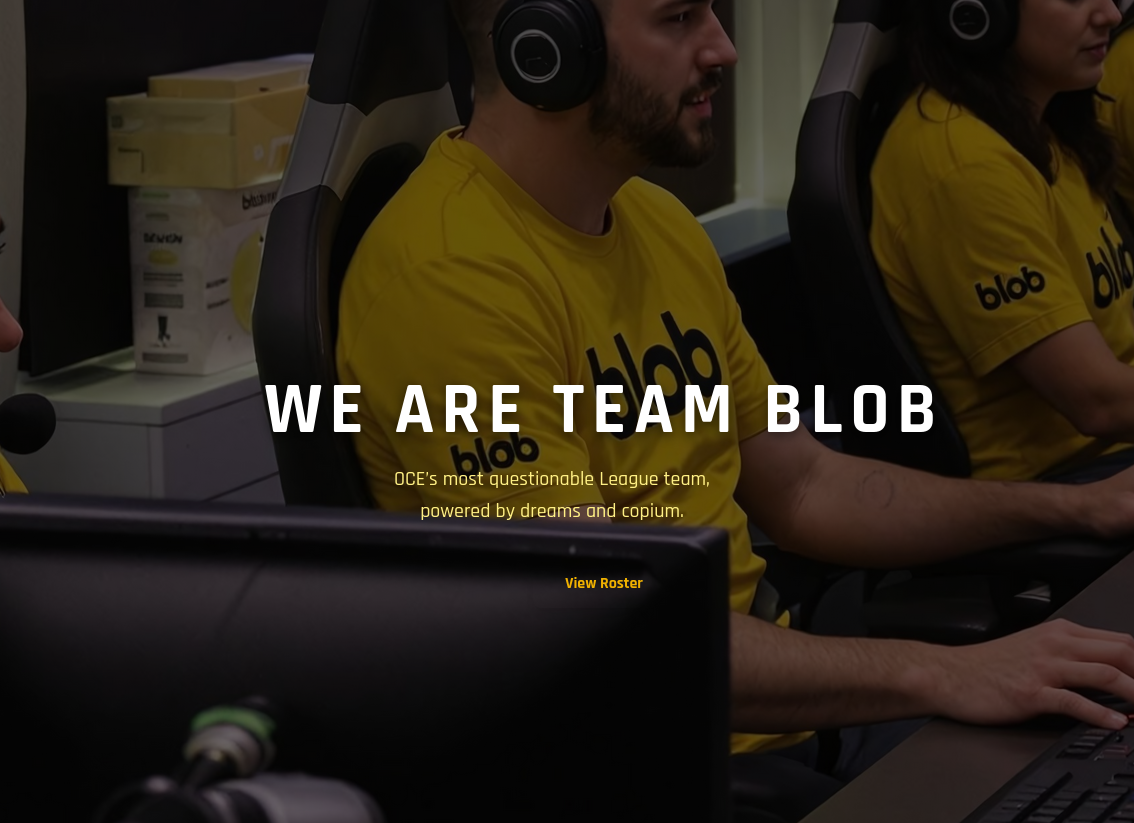 blob
blob
blob
WE ARE TEAM BLOB
blob
OCE's most questionable League team,
powered by dreams and copium.
View Roster